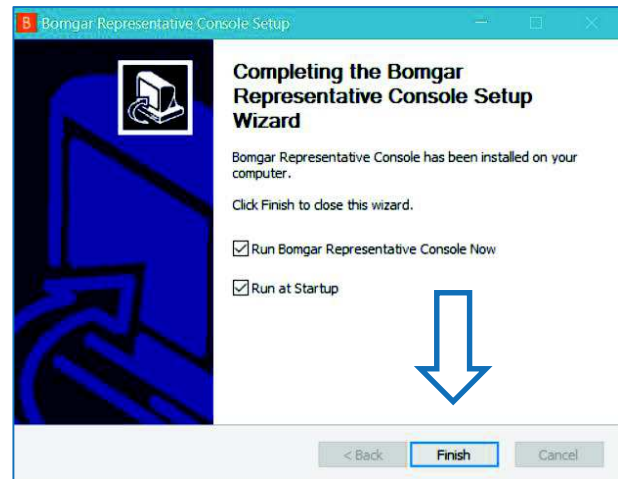 B Bomgar Representative Console Setup
Completing the Bomgar
Representative Console Setup
Wizard
Bomgar Representative Console has been installed on your
computer.
Click Finish to close this wizard.
Run Bomgar Representative Console Now
Run at Startup
< Back Finish Cancel